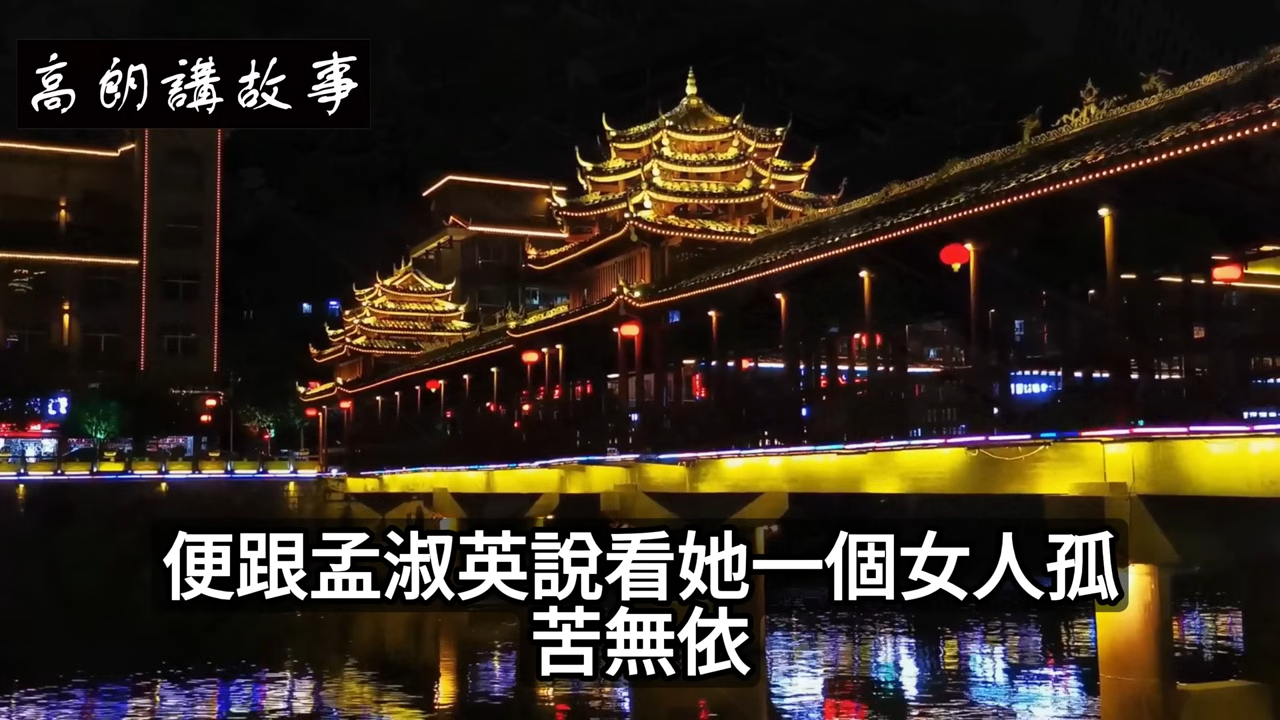 高朗講故事
便跟孟淑英說看她一個女人孤
苦無依